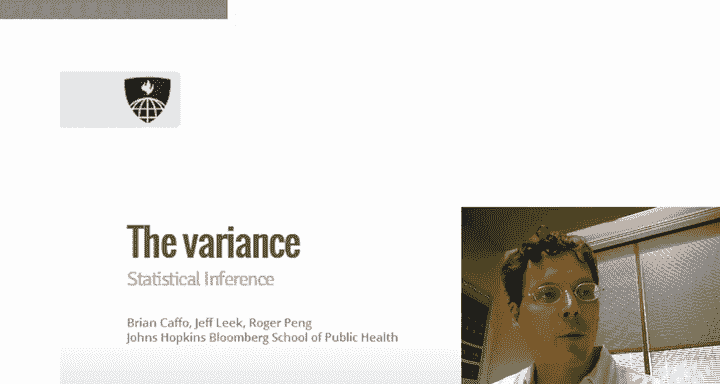 The variance
Statistical Inference
Brian Caffo, Jeff Leek, Roger Peng
Johns Hopkins Bloomberg School of Public Health